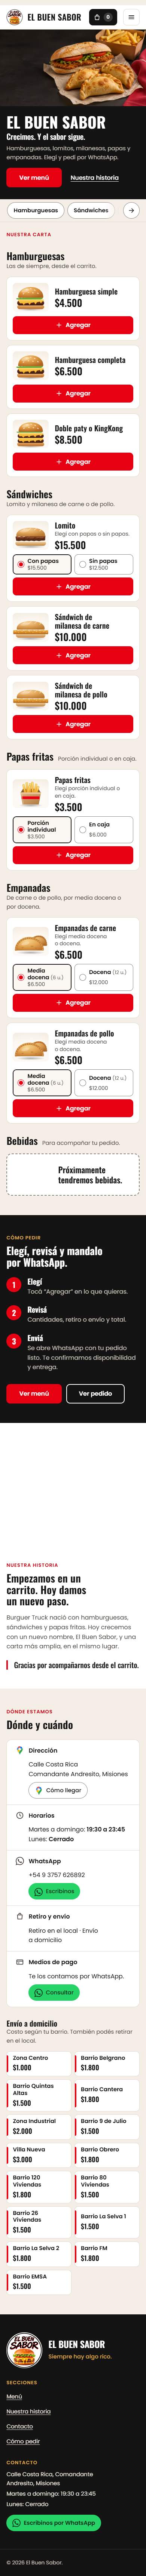 EL BUEN SABOR
0
EL BUEN SABOR
Crecimos. Y el sabor sigue.
Hamburguesas, lomitos, milanesas, papas y
empanadas. Elegí y pedí por WhatsApp.
Ver menú
Nuestra historia
Hamburguesas
Sándwiches
NUESTRA CARTA
Hamburguesas
Las de siempre, desde el carrito.
Hamburguesa simple
$4.500
+ Agregar
Hamburguesa completa
$6.500
+ Agregar
Doble paty o KingKong
$8.500
+ Agregar
Sándwiches
Lomito y milanesa de carne o de pollo.
Lomito
Elegí con papas o sin papas.
$15.500
Con papas
$15.500
Sin papas
$12.500
+ Agregar
Sándwich de
milanesa de carne
$10.000
+ Agregar
Sándwich de
milanesa de pollo
$10.000
+ Agregar
Papas fritas
Porción individual o en caja.
Papas fritas
Elegí porción individual o
en caja.
$3.500
Porción
individual
$3.500
En caja
$5.000
+ Agregar
Empanadas
De carne o de pollo, por media docena o
por docena.
Empanadas de carne
Elegí media docena
o docena.
$6.500
Media
docena (6 u.)
$6.500
Docena (12 u.)
$12.000
+ Agregar
Empanadas de pollo
Elegí media docena
o docena.
$6.500
Media
docena (6 u.)
$6.500
Docena (12 u.)
$12.000
+ Agregar
Bebidas
Para acompañar tu pedido.
Próximamente
tendremos bebidas.
CÓMO PEDIR
Elegí, revisá y mandalo
por WhatsApp.
1
Elegí
Tocá “Agregar” en lo que quieras.
2
Revisá
Cantidades, retiro o envío y total.
3
Enviá
Se abre WhatsApp con tu pedido
listo. Te confirmamos disponibilidad
y entrega.
Ver menú
Ver pedido
NUESTRA HISTORIA
Empezamos en un
carrito. Hoy damos
un nuevo paso.
Burguer Truck nació con hamburguesas,
sándwiches y papas fritas. Hoy crecemos
con un nuevo nombre, El Buen Sabor, y una
carta más amplia, en el mismo lugar.
Gracias por acompañarnos desde el carrito.
DÓNDE ESTAMOS
Dónde y cuándo
Dirección
Calle Costa Rica
Comandante Andresito, Misiones
Cómo llegar
Horarios
Martes a domingo: 19:30 a 23:45
Lunes: Cerrado
WhatsApp
+54 9 3757 626892
Escribinos
Retiro y envío
Retiro en el local · Envío
a domicilio
Medios de pago
Te los contamos por WhatsApp.
Consultar
Envío a domicilio
Costo según tu barrio. También podés retirar
en el local.
Zona Centro
$1.000
Barrio Belgrano
$1.800
Barrio Quintas
Altas
$1.500
Barrio Cantera
$1.800
Zona Industrial
$2.000
Barrio 9 de Julio
$1.500
Villa Nueva
$3.000
Barrio Obrero
$1.800
Barrio 120
Viviendas
$1.800
Barrio 80
Viviendas
$1.500
Barrio 26
Viviendas
$1.500
Barrio La Selva 1
$1.500
Barrio La Selva 2
$1.800
Barrio FM
$1.800
Barrio EMSA
$1.500
EL BUEN SABOR
EL BUEN SABOR
Siempre hay algo rico.
SECCIONES
Menú
Nuestra historia
Contacto
Cómo pedir
CONTACTO
Calle Costa Rica, Comandante
Andresito, Misiones
Martes a domingo: 19:30 a 23:45
Lunes: Cerrado
Escribinos por WhatsApp
© 2026 El Buen Sabor.